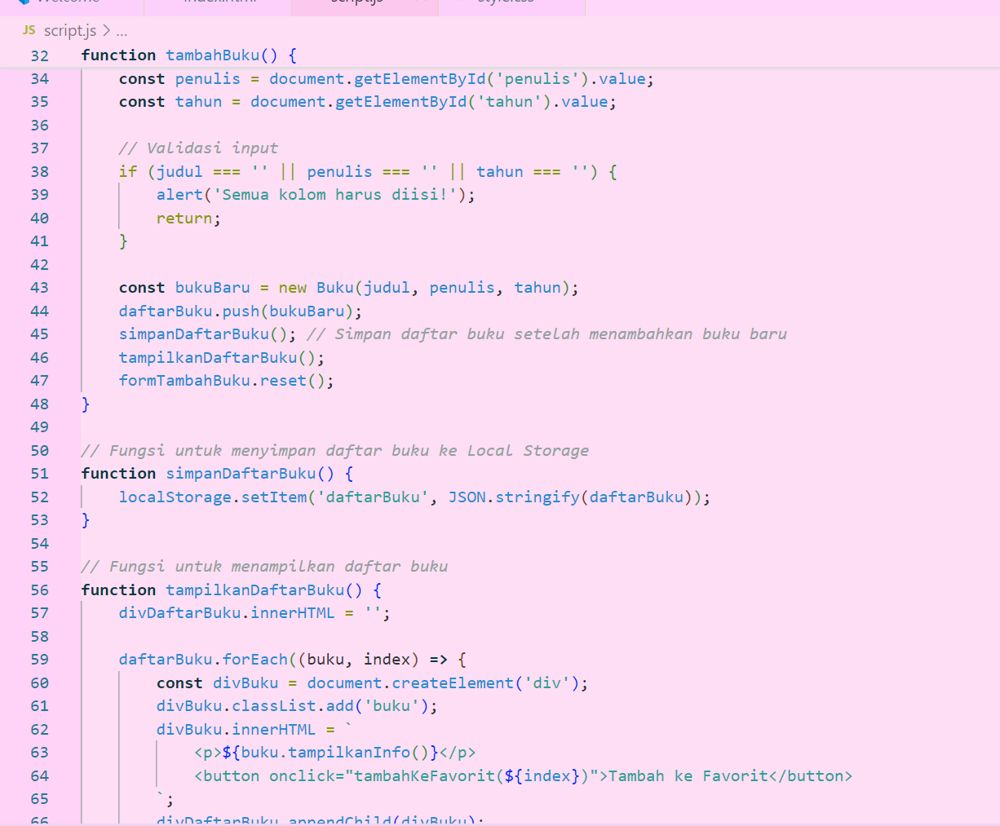 Welcome
index.html
script.js
style.css
JS script.js > ...
32 function tambahBuku() {
34 const penulis = document.getElementById('penulis').value;
35 const tahun = document.getElementById('tahun').value;
36
37 // Validasi input
38 if (judul === '' || penulis === '' || tahun === '') {
39 alert('Semua kolom harus diisi!');
40 return;
41 }
42
43 const bukuBaru = new Buku(judul, penulis, tahun);
44 daftarBuku.push(bukuBaru);
45 simpanDaftarBuku(); // Simpan daftar buku setelah menambahkan buku baru
46 tampilkanDaftarBuku();
47 formTambahBuku.reset();
48 }
49
50 // Fungsi untuk menyimpan daftar buku ke Local Storage
51 function simpanDaftarBuku() {
52 localStorage.setItem('daftarBuku', JSON.stringify(daftarBuku));
53 }
54
55 // Fungsi untuk menampilkan daftar buku
56 function tampilkanDaftarBuku() {
57 divDaftarBuku.innerHTML = '';
58
59 daftarBuku.forEach((buku, index) => {
60 const divBuku = document.createElement('div');
61 divBuku.classList.add('buku');
62 divBuku.innerHTML = `
63 <p>${buku.tampilkanInfo()}</p>
64 <button onclick="tambahKeFavorit(${index})">Tambah ke Favorit</button>
65 `;
66 divDaftarBuku.appendChild(divBuku);